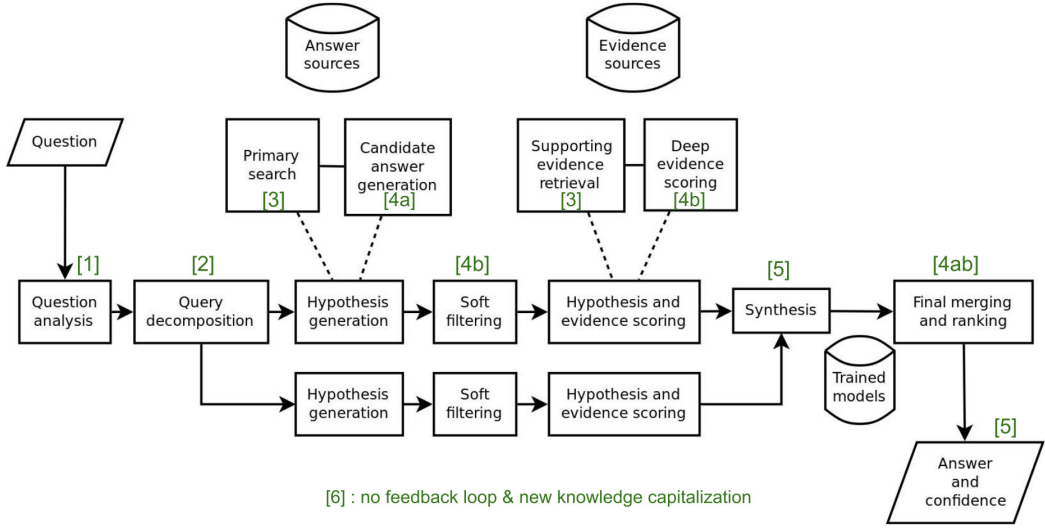 Answer
sources
Evidence
sources
Question
Primary
search
[3]
Candidate
answer
generation
[4a]
Supporting
evidence
retrieval
[3]
Deep
evidence
scoring
[4b]
[1]
Question
analysis
[2]
Query
decomposition
Hypothesis
generation
[4b]
Soft
filtering
Hypothesis and
evidence scoring
[5]
Synthesis
[4ab]
Final merging
and ranking
Hypothesis
generation
Soft
filtering
Hypothesis and
evidence scoring
Trained
models
[5]
Answer
and
confidence
[6] : no feedback loop & new knowledge capitalization